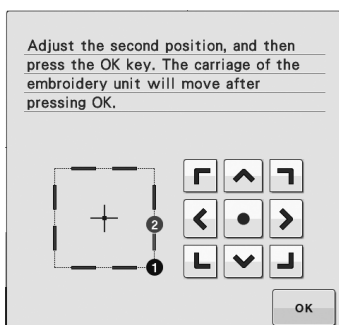 Adjust the second position, and then
press the OK key. The carriage of the
embroidery unit will move after
pressing OK.
2
1
OK